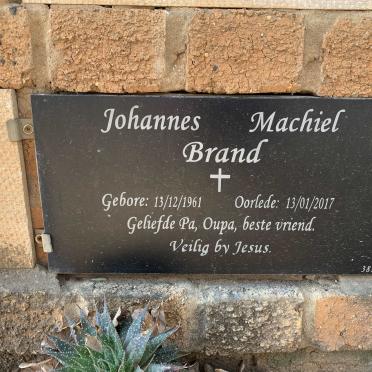 Johannes Machiel
Brand
Gebore: 13/12/1961 Oorlede: 13/01/2017
Geliefde Pa, Oupa, beste vriend.
Veilig by Jesus.